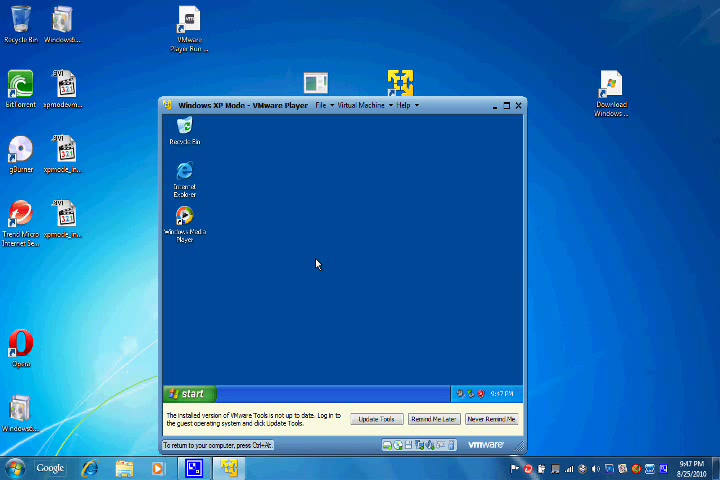 Recycle Bin
Window56...
VMware
Player Run ...
BitTorrent
xpmodevm...
Download
Windows ...
gBurner
xpmode_in...
Trend Micro
Internet Se...
xpmode_in...
Opera
Window56...
Windows XP Mode - VMware Player File Virtual Machine Help
Recycle Bin
Internet
Explorer
Windows Media
Player
start
9:47 PM
The installed version of VMware Tools is not up to date. Log in to
the guest operating system and click Update Tools.
Update Tools
Remind Me Later
Never Remind Me
To return to your computer, press Ctrl+Alt.
vmware
Google
9:47 PM
8/25/2010